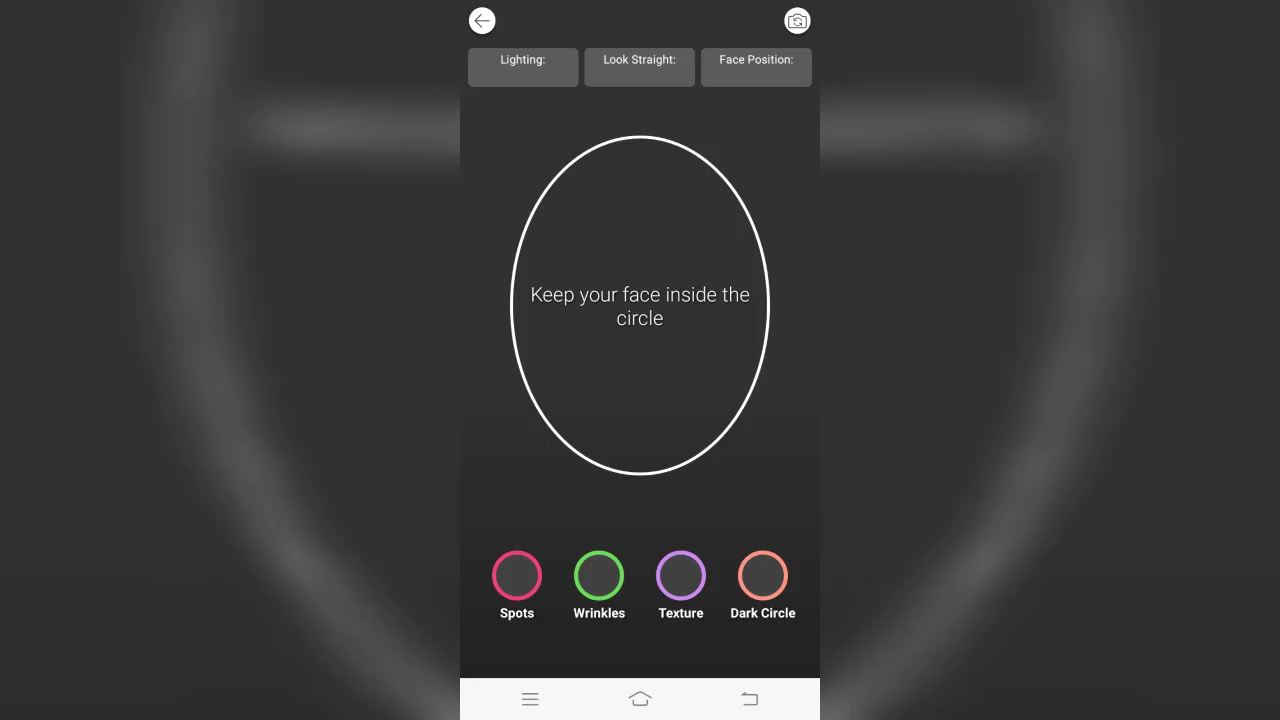 Lighting:
Look Straight:
Face Position:
Keep your face inside the
circle
Spots
Wrinkles
Texture
Dark Circle